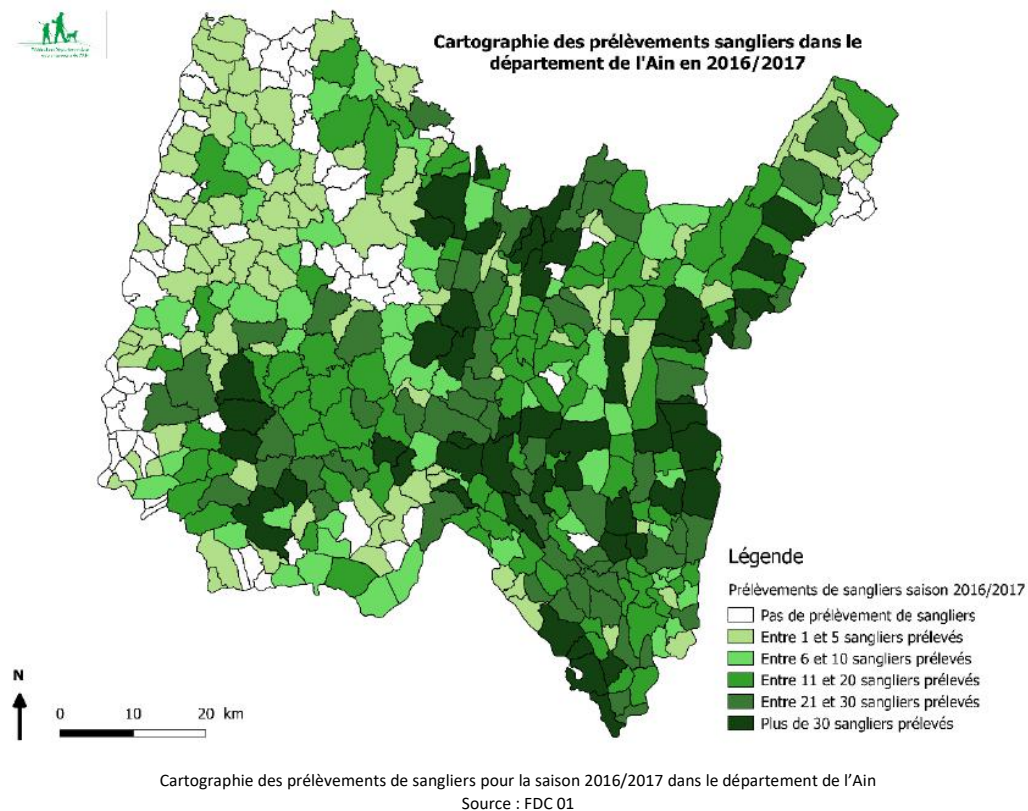 Cartographie des prélèvements sangliers dans le
département de l'Ain en 2016/2017
Légende
Prélèvements de sangliers saison 2016/2017
Pas de prélèvement de sangliers
Entre 1 et 5 sangliers prélevés
Entre 6 et 10 sangliers prélevés
Entre 11 et 20 sangliers prélevés
Entre 21 et 30 sangliers prélevés
Plus de 30 sangliers prélevés
N
0 10 20 km
Cartographie des prélèvements de sangliers pour la saison 2016/2017 dans le département de l'Ain
Source : FDC 01